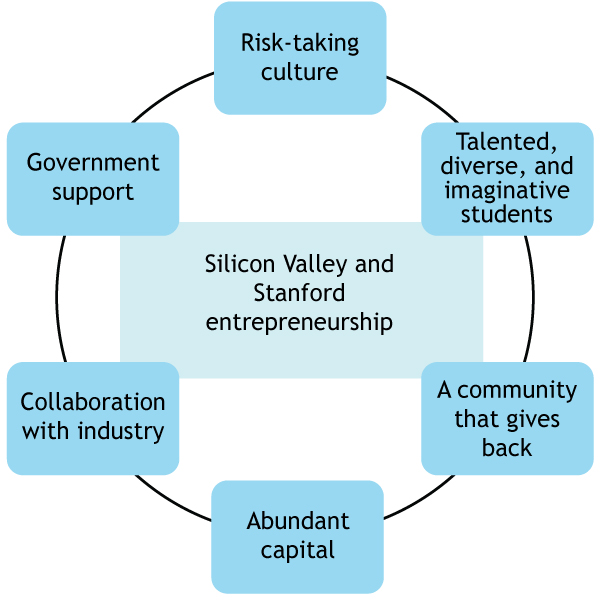 Risk-taking
culture
Government
support
Talented,
diverse, and
imaginative
students
Silicon Valley and
Stanford
entrepreneurship
Collaboration
with industry
A community
that gives
back
Abundant
capital